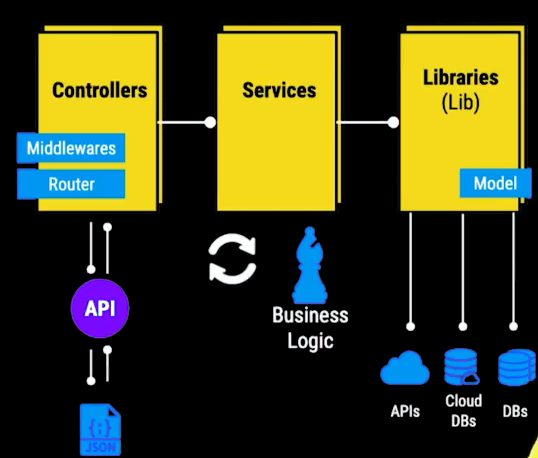 Controllers
Middlewares
Router
Services
Libraries
(Lib)
Model
API
{;}
JSON
Business
Logic
APIs
Cloud
DBs
DBs